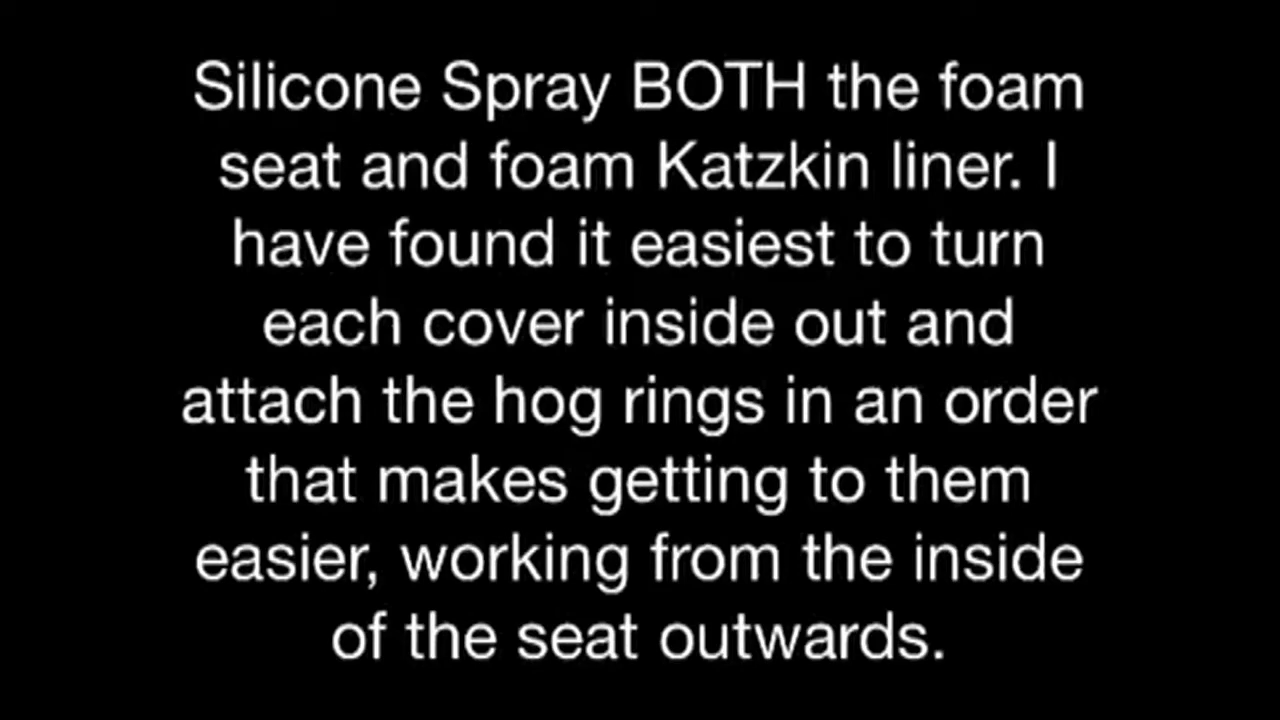 Silicone Spray BOTH the foam
seat and foam Katzkin liner. I
have found it easiest to turn
each cover inside out and
attach the hog rings in an order
that makes getting to them
easier, working from the inside
of the seat outwards.